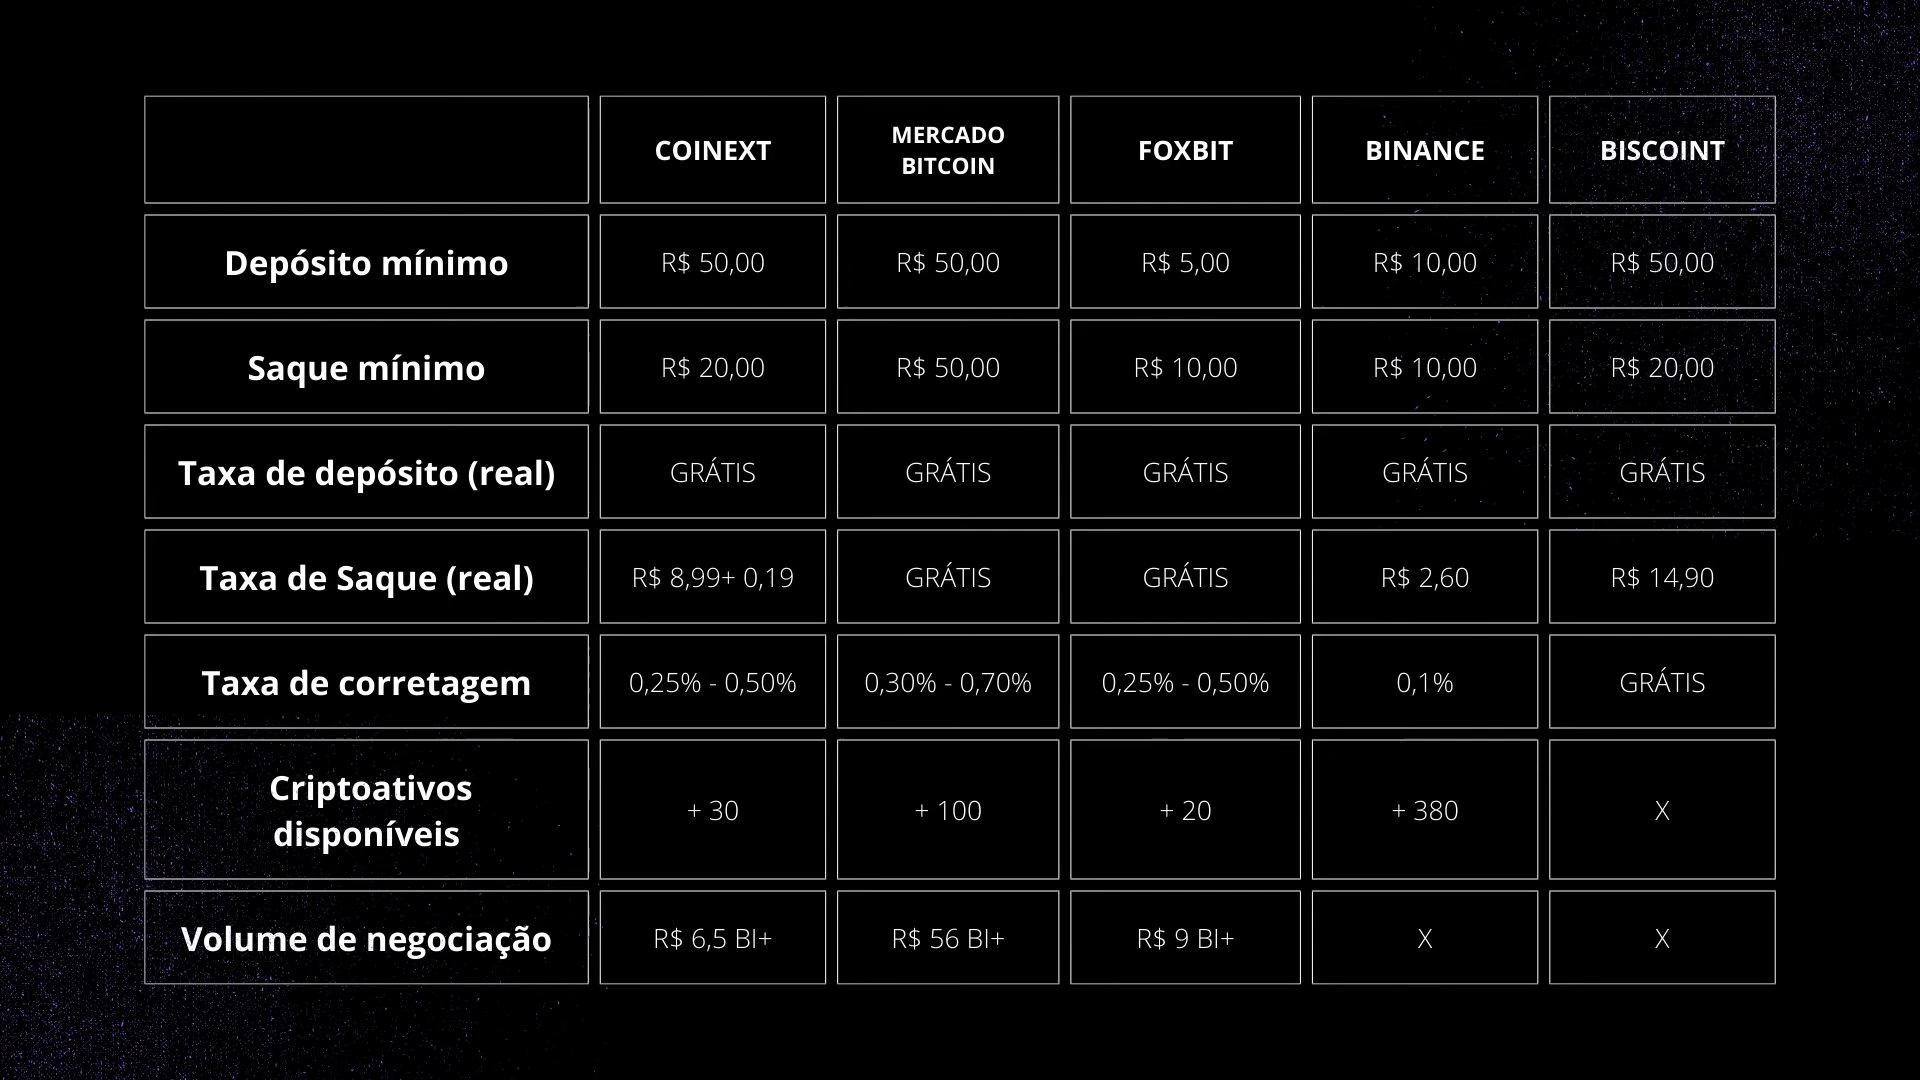 COINEXT
MERCADO
BITCOIN
FOXBIT
BINANCE
BISCOINT
Depósito mínimo
R$ 50,00
R$ 50,00
R$ 5,00
R$ 10,00
R$ 50,00
Saque mínimo
R$ 20,00
R$ 50,00
R$ 10,00
R$ 10,00
R$ 20,00
Taxa de depósito (real)
GRÁTIS
GRÁTIS
GRÁTIS
GRÁTIS
GRÁTIS
Taxa de Saque (real)
R$ 8,99+ 0,19
GRÁTIS
GRÁTIS
R$ 2,60
R$ 14,90
Taxa de corretagem
0,25% - 0,50%
0,30% - 0,70%
0,25% - 0,50%
0,1%
GRÁTIS
Criptoativos
disponíveis
+ 30
+ 100
+ 20
+ 380
X
Volume de negociação
R$ 6,5 BI+
R$ 56 BI+
R$ 9 BI+
X
X